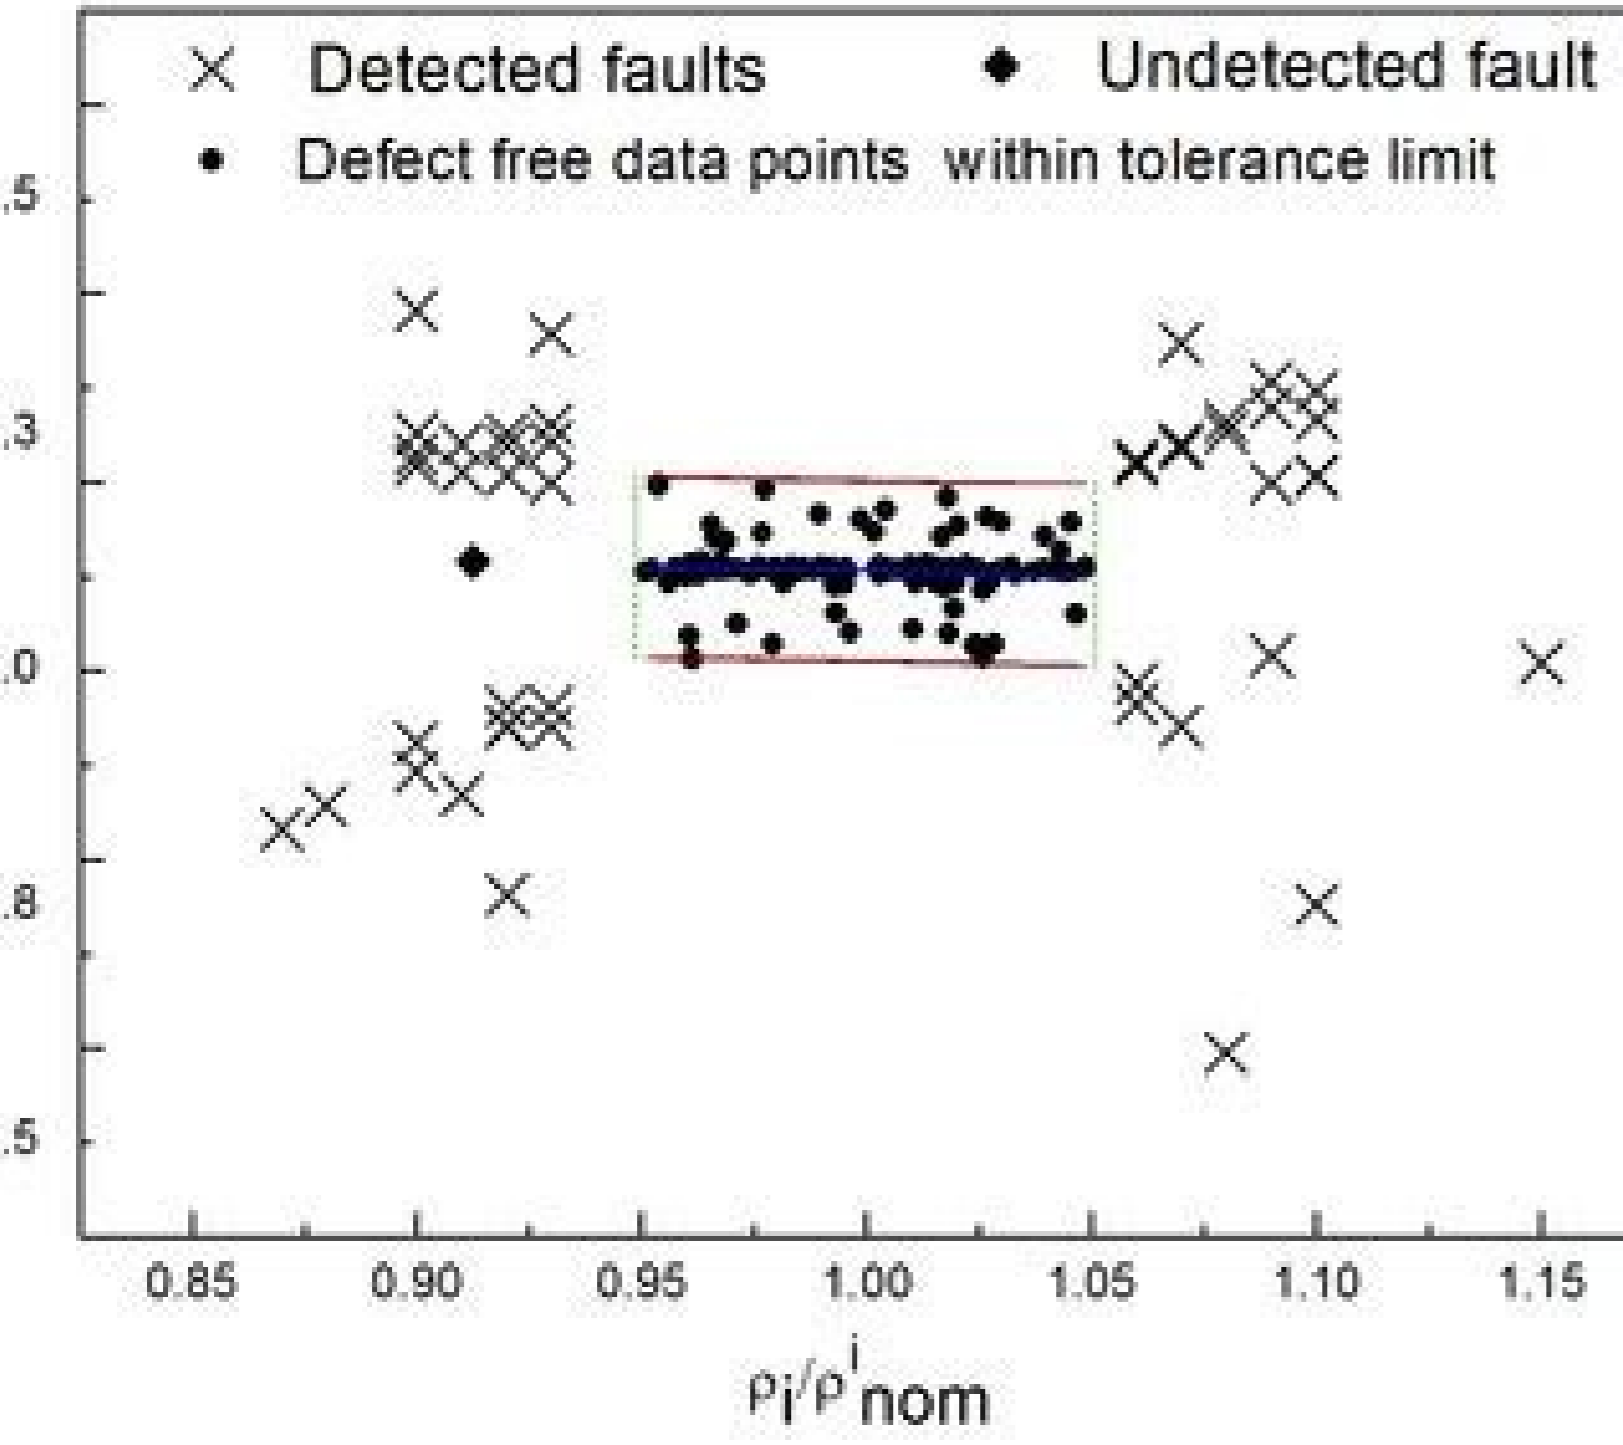 Detected faults Undetected fault
Defect free data points within tolerance limit
.5
.3
.0
.8
.5
0.85 0.90 0.95 1.00 1.05 1.10 1.15
ρi/ρⁱnom